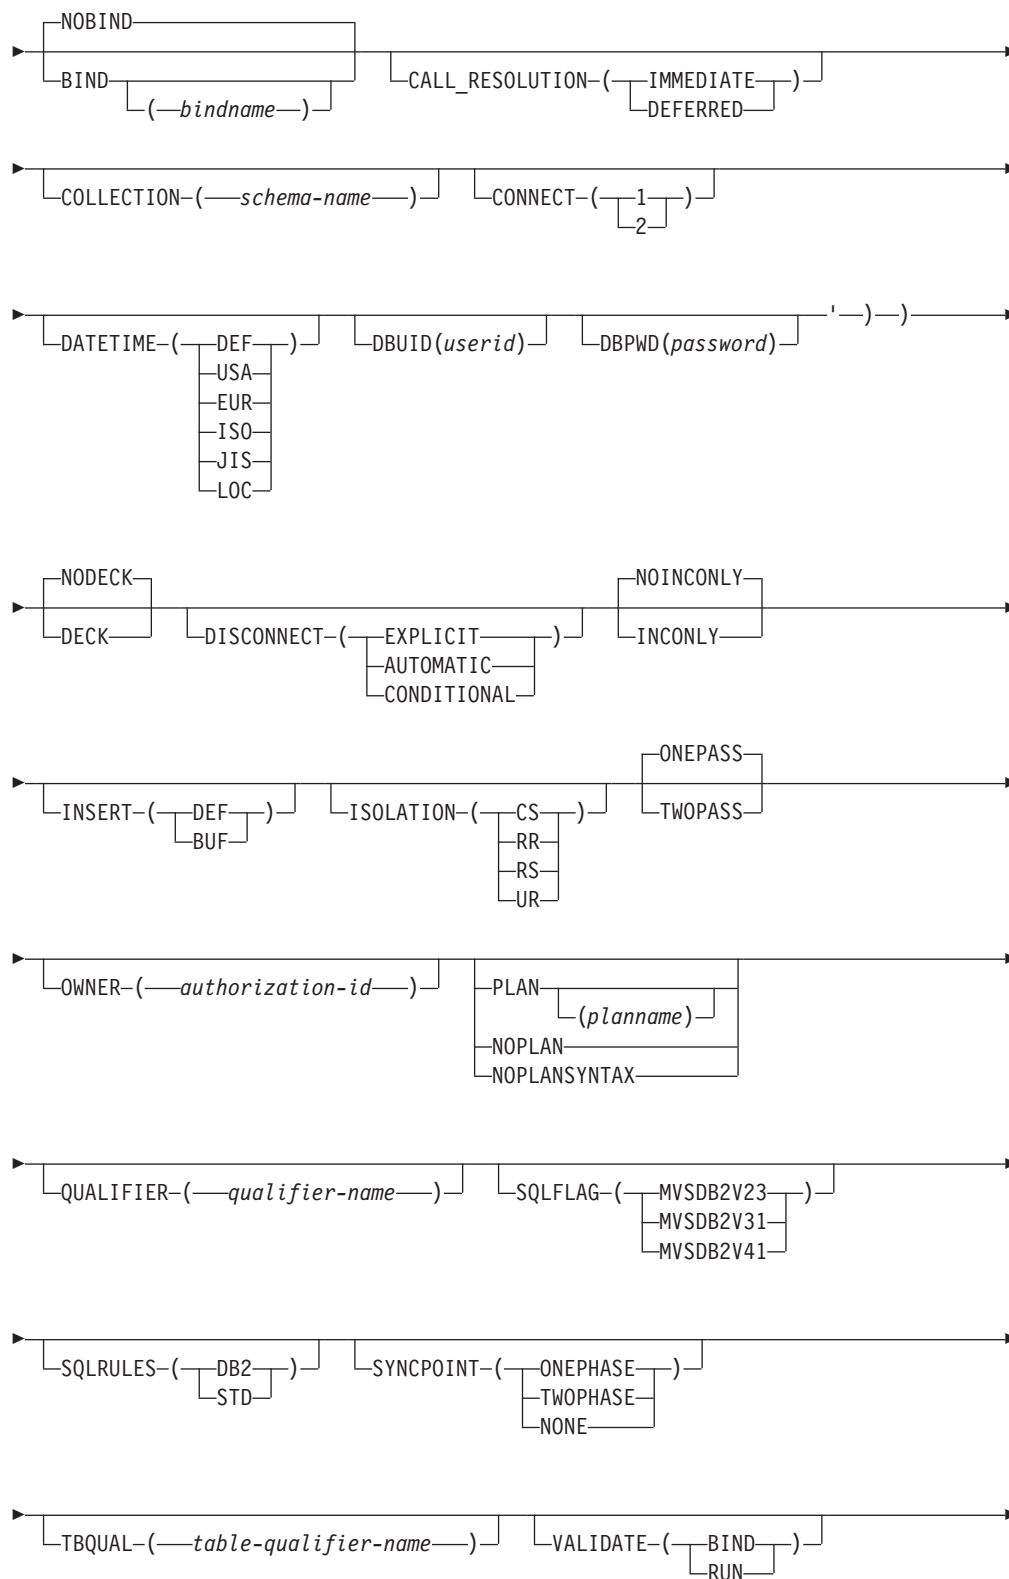 NOBIND
BIND
( bindname )
CALL_RESOLUTION ( IMMEDIATE )
DEFERRED
COLLECTION ( schema-name ) CONNECT ( 1 )
2
DATETIME ( DEF ) DBUID(userid) DBPWD(password) ' ) )
USA
EUR
ISO
JIS
LOC
NODECK NOINCONLY
DECK DISCONNECT ( EXPLICIT ) INCONLY
AUTOMATIC
CONDITIONAL
ONEPASS
INSERT ( DEF ) ISOLATION ( CS ) TWOPASS
BUF RR
RS
UR
OWNER ( authorization-id ) PLAN
(planname)
NOPLAN
NOPLANSYNTAX
QUALIFIER ( qualifier-name ) SQLFLAG ( MVSDB2V23 )
MVSDB2V31
MVSDB2V41
SQLRULES ( DB2 ) SYNCPOINT ( ONEPHASE )
STD TWOPHASE
NONE
TBQUAL ( table-qualifier-name ) VALIDATE ( BIND )
RUN